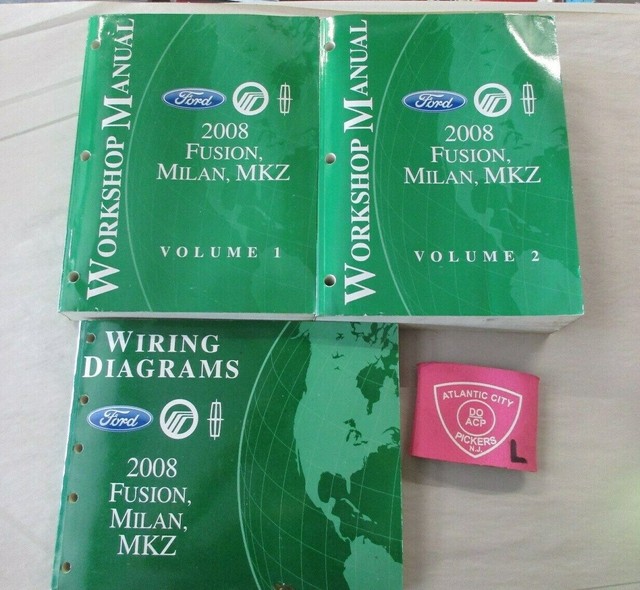 WORKSHOP MANUAL
Ford
2008
FUSION,
MILAN, MKZ
VOLUME 1
WORKSHOP MANUAL
Ford
2008
FUSION,
MILAN, MKZ
VOLUME 2
WIRING
DIAGRAMS
Ford
2008
FUSION,
MILAN,
MKZ
ATLANTIC CITY
DO
ACP
PICKERS
N.J.
L